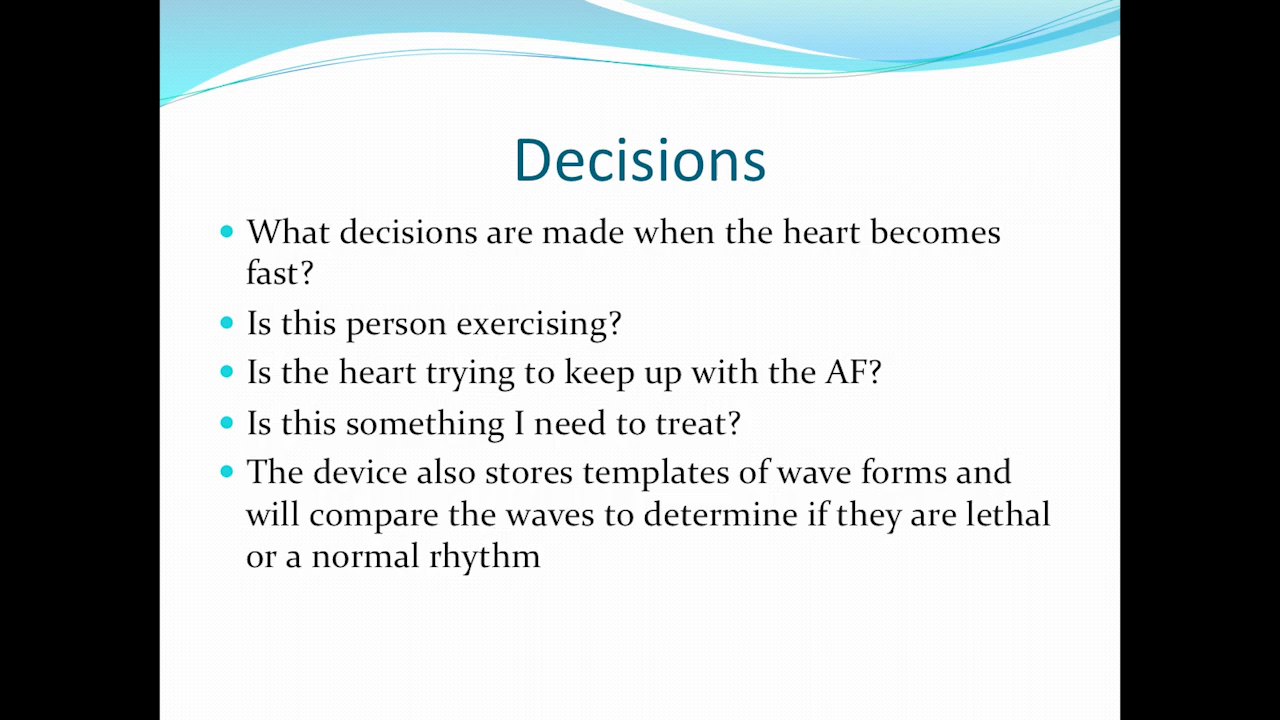 Decisions
• What decisions are made when the heart becomes
fast?
• Is this person exercising?
• Is the heart trying to keep up with the AF?
• Is this something I need to treat?
• The device also stores templates of wave forms and
will compare the waves to determine if they are lethal
or a normal rhythm